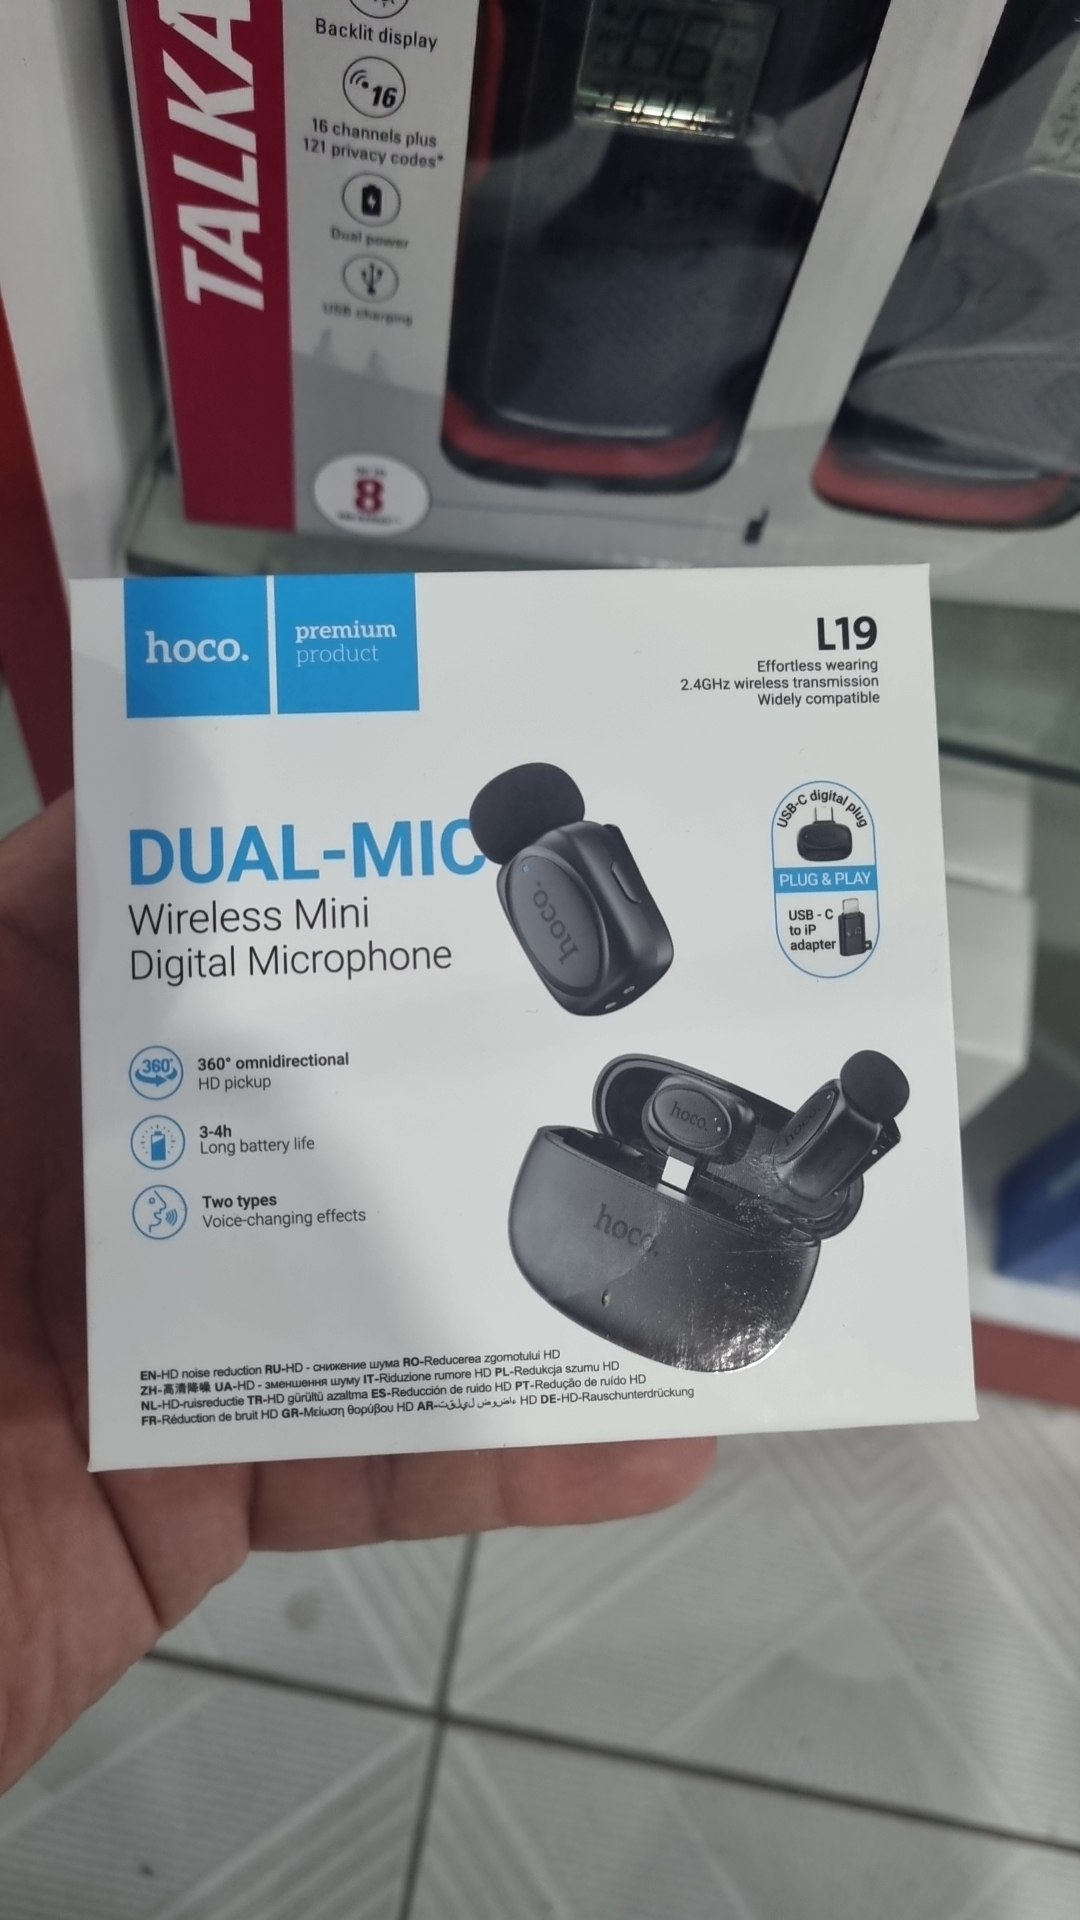 TALKA
Backlit display
16
16 channels plus
121 privacy codes*
Dual power
USB charging
8
hoco.
premium
product
L19
Effortless wearing
2.4GHz wireless transmission
Widely compatible
USB-C digital plug
PLUG & PLAY
USB - C
to iP
adapter
DUAL-MIC
Wireless Mini
Digital Microphone
hoco.
360°
360° omnidirectional
HD pickup
3-4h
Long battery life
Two types
Voice-changing effects
hoco.
hoco.
hoco.
EN-HD noise reduction RU-HD - снижение шума RO-Reducerea zgomotului HD
ZH-高清降噪 UA-HD - зменшення шуму IT-Riduzione rumore HD PL-Redukcja szumu HD
NL-HD-ruisreductie TR-HD gürültü azaltma ES-Reducción de ruido HD PT-Redução de ruído HD
FR-Réduction de bruit HD GR-Μείωση θορύβου HD AR- HD DE-HD-Rauschunterdrückung